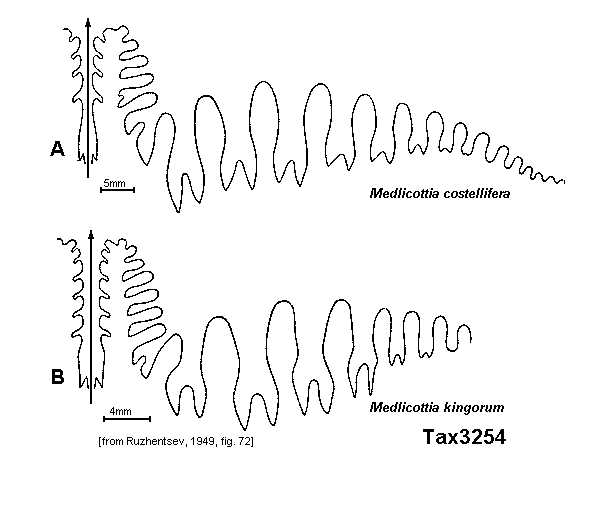 A
5mm
Medlicottia costellifera
B
4mm
Medlicottia kingorum
[from Ruzhentsev, 1949, fig. 72]
Tax3254